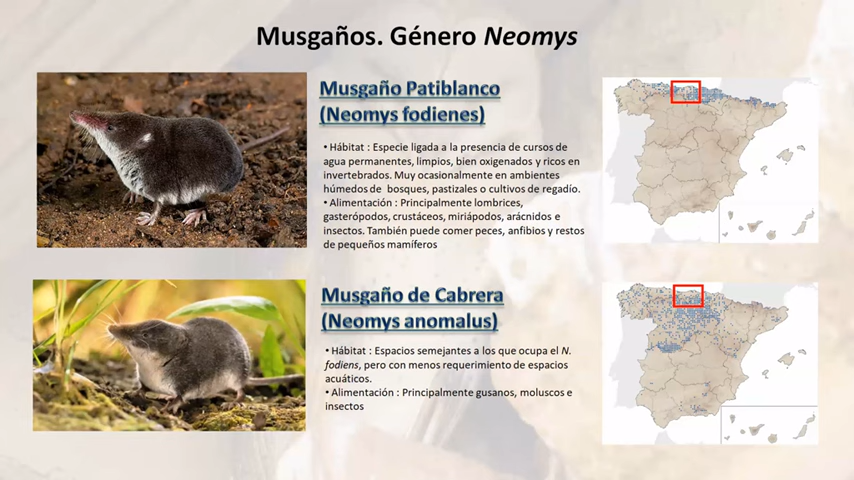 Musgaños. Género Neomys
Musgaño Patiblanco
(Neomys fodienes)
• Hábitat : Especie ligada a la presencia de cursos de
agua permanentes, limpios, bien oxigenados y ricos en
invertebrados. Muy ocasionalmente en ambientes
húmedos de bosques, pastizales o cultivos de regadío.
• Alimentación : Principalmente lombrices,
gasterópodos, crustáceos, miriápodos, arácnidos e
insectos. También puede comer peces, anfibios y restos
de pequeños mamíferos
Musgaño de Cabrera
(Neomys anomalus)
• Hábitat : Espacios semejantes a los que ocupa el N.
fodiens, pero con menos requerimiento de espacios
acuáticos.
• Alimentación : Principalmente gusanos, moluscos e
insectos